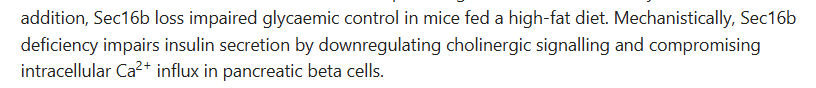 addition, Sec16b loss impaired glycaemic control in mice fed a high-fat diet. Mechanistically, Sec16b
deficiency impairs insulin secretion by downregulating cholinergic signalling and compromising
intracellular Ca²⁺ influx in pancreatic beta cells.